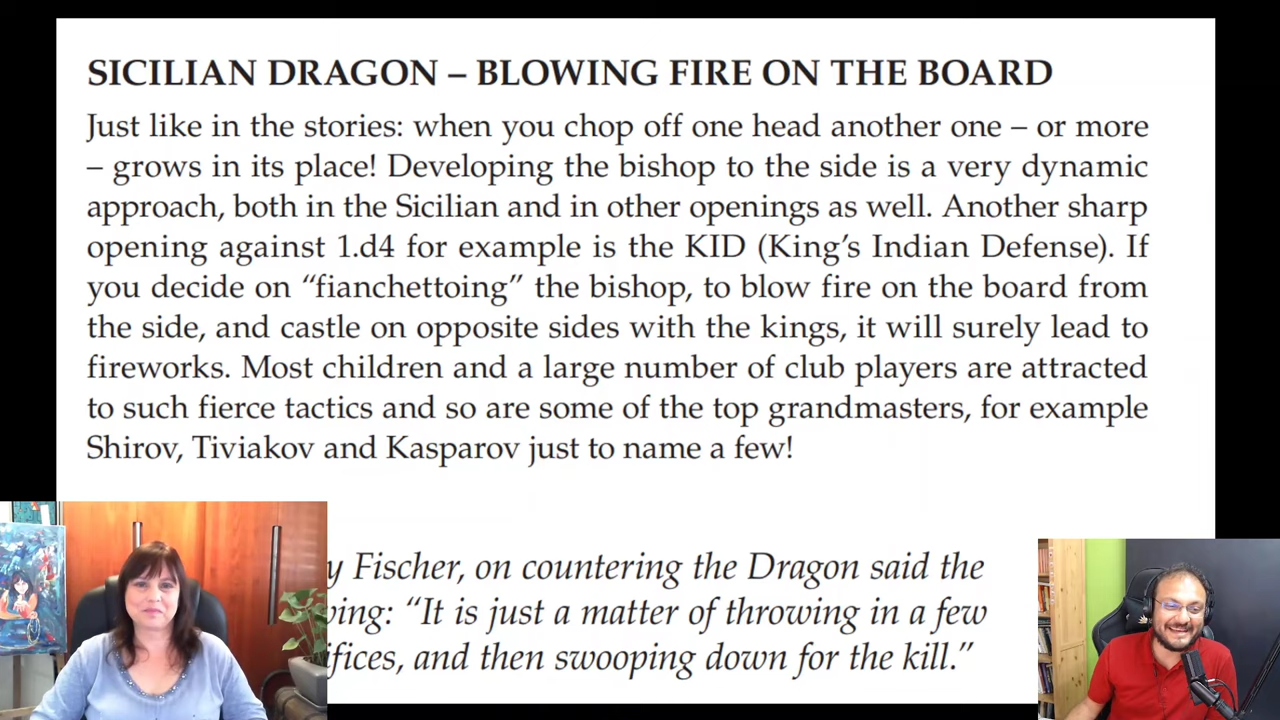 SICILIAN DRAGON – BLOWING FIRE ON THE BOARD
Just like in the stories: when you chop off one head another one – or more
– grows in its place! Developing the bishop to the side is a very dynamic
approach, both in the Sicilian and in other openings as well. Another sharp
opening against 1.d4 for example is the KID (King’s Indian Defense). If
you decide on “fianchettoing” the bishop, to blow fire on the board from
the side, and castle on opposite sides with the kings, it will surely lead to
fireworks. Most children and a large number of club players are attracted
to such fierce tactics and so are some of the top grandmasters, for example
Shirov, Tiviakov and Kasparov just to name a few!
Fischer, on countering the Dragon said the
“It is just a matter of throwing in a few
and then swooping down for the kill.”